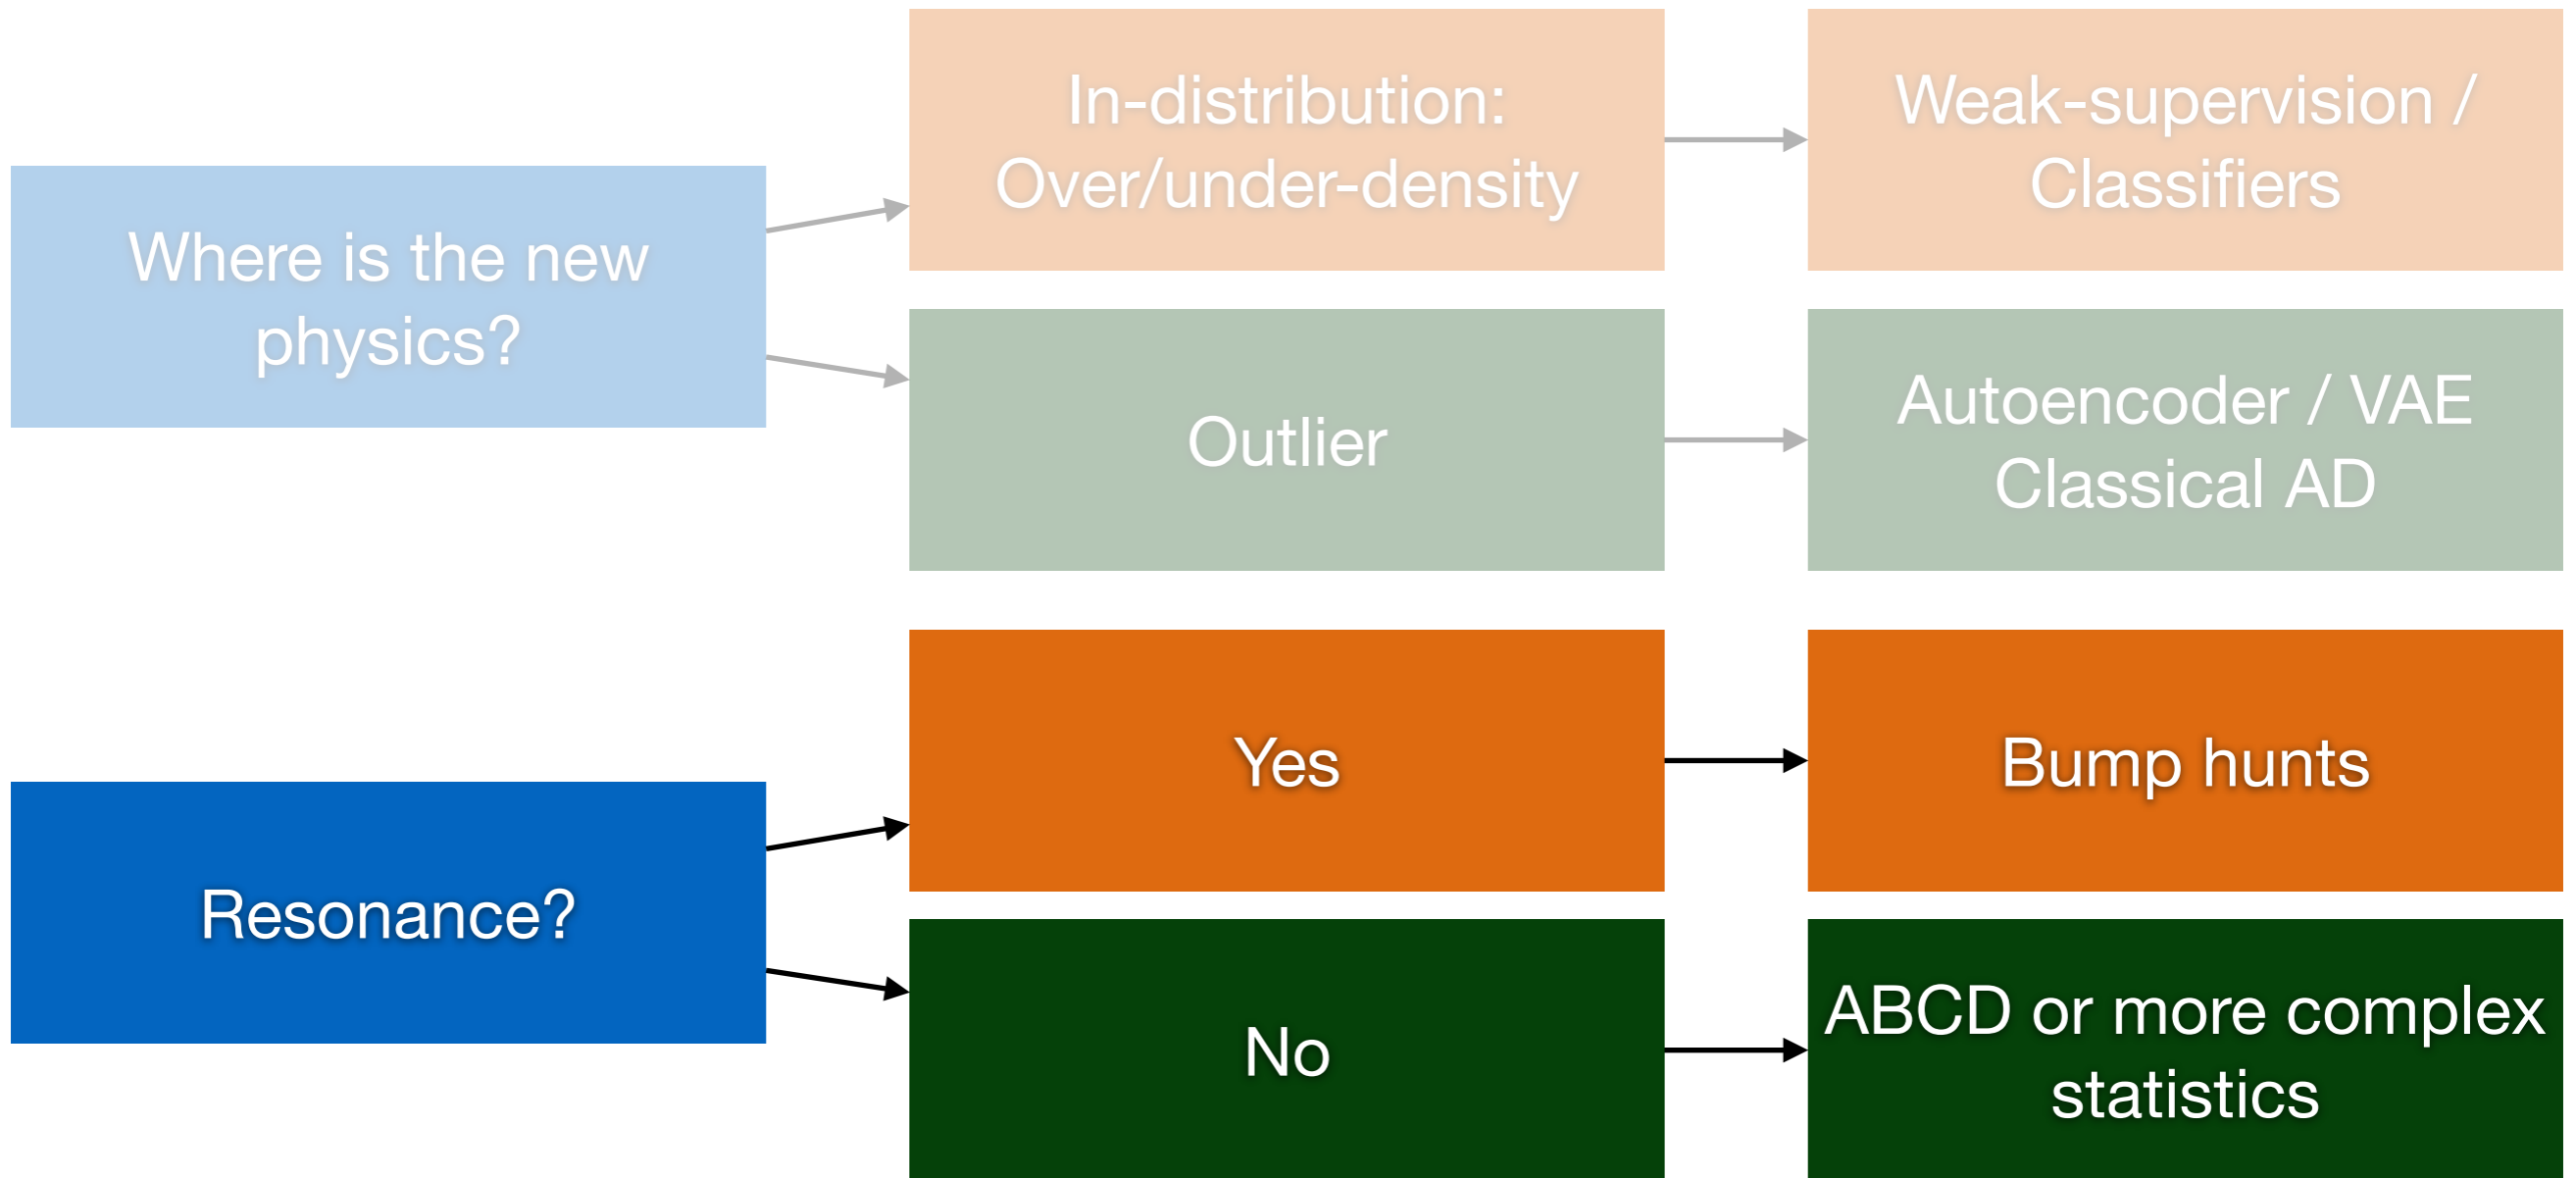 Where is the new
physics?
In-distribution:
Over/under-density
Weak-supervision /
Classifiers
Outlier
Autoencoder / VAE
Classical AD
Resonance?
Yes
Bump hunts
No
ABCD or more complex
statistics